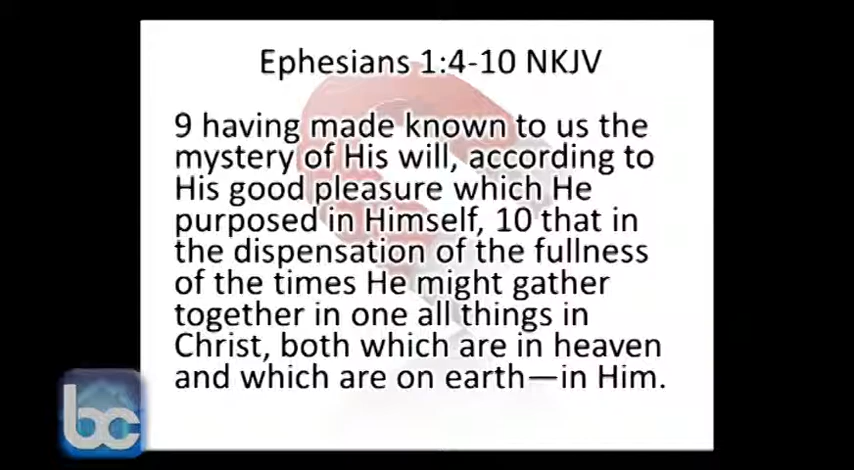 Ephesians 1:4-10 NKJV
9 having made known to us the
mystery of His will, according to
His good pleasure which He
purposed in Himself, 10 that in
the dispensation of the fullness
of the times He might gather
together in one all things in
Christ, both which are in heaven
and which are on earth—in Him.
bc